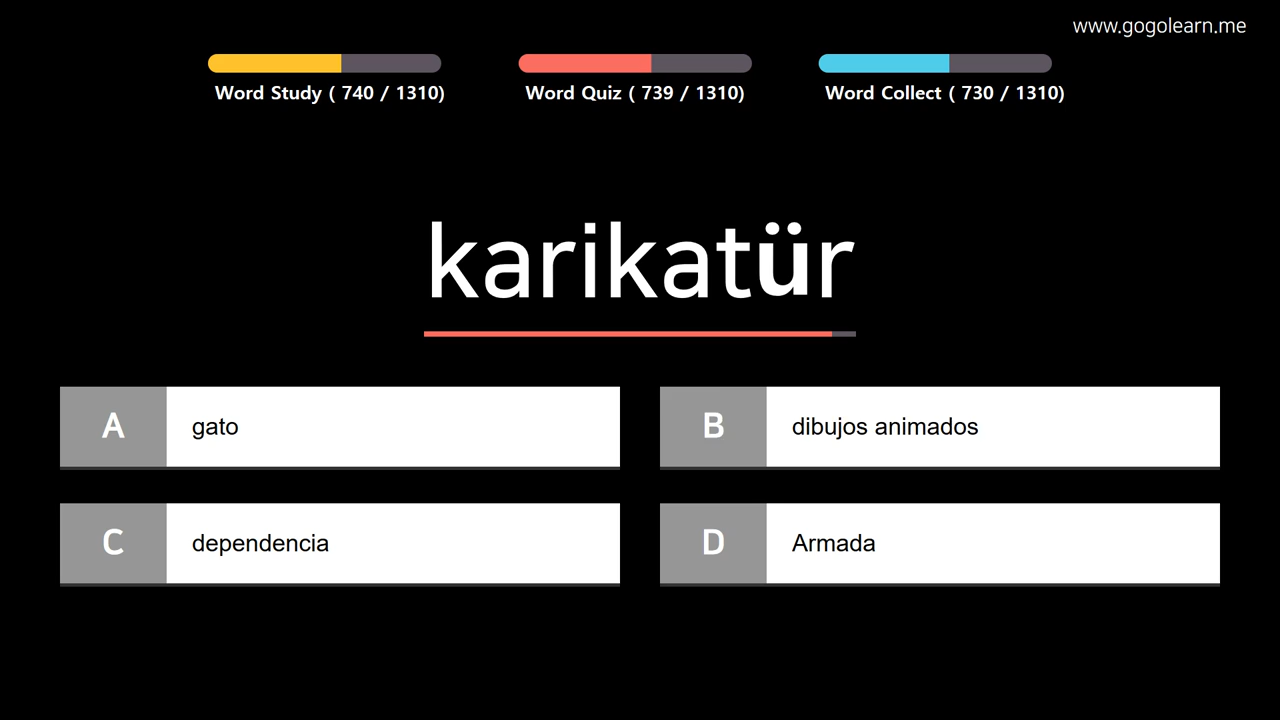 www.gogolearn.me
Word Study ( 740 / 1310)
Word Quiz ( 739 / 1310)
Word Collect ( 730 / 1310)
karikatür
A gato
B dibujos animados
C dependencia
D Armada